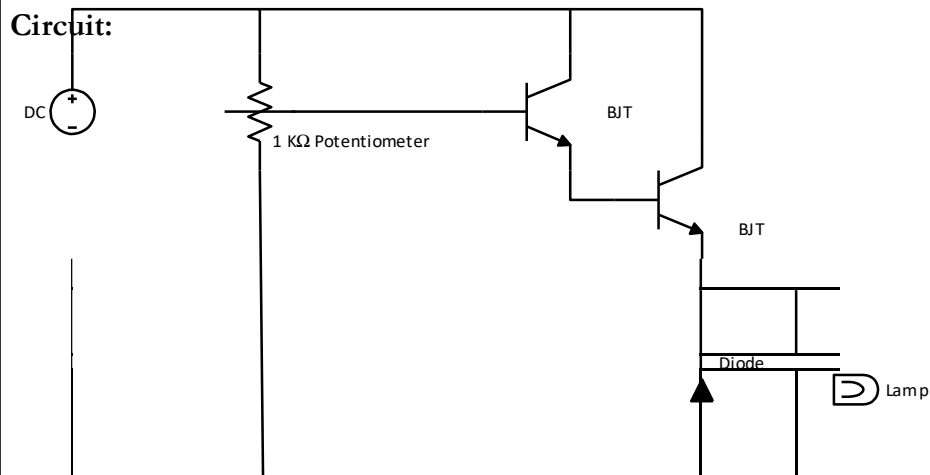 Circuit:
DC
BJT
1 KΩ Potentiometer
BJT
Diode
Lamp